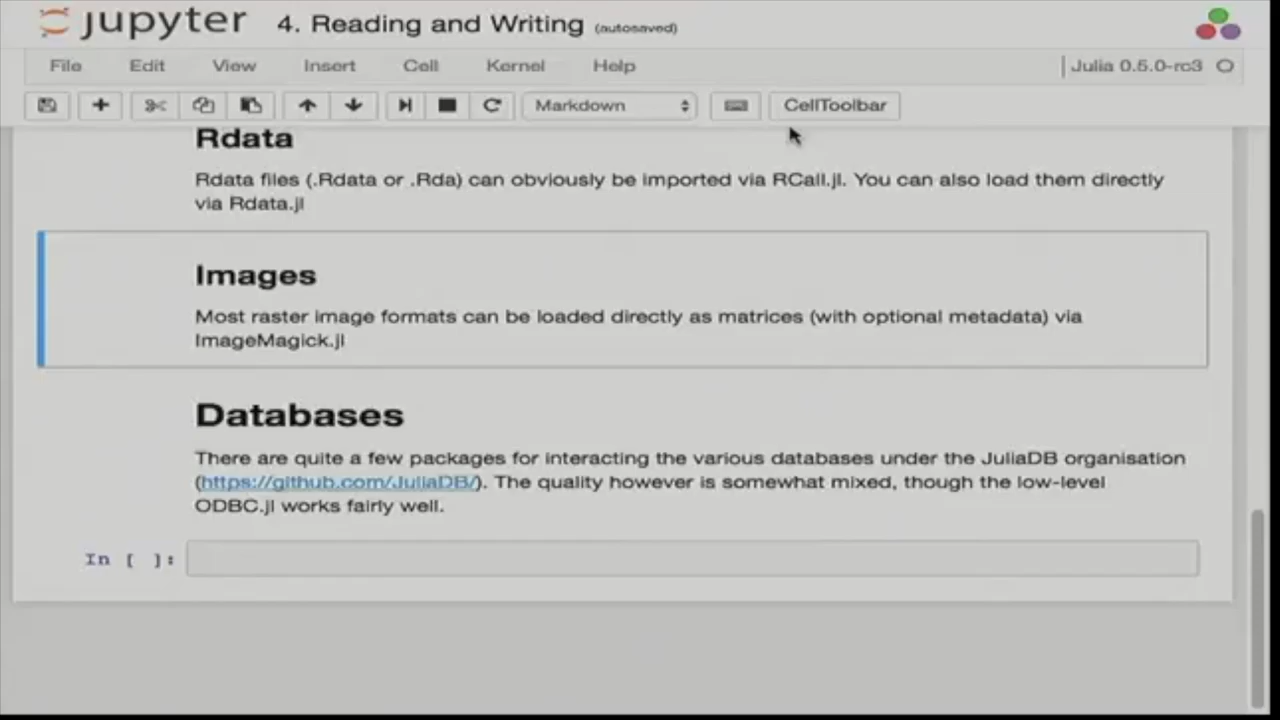 jupyter 4. Reading and Writing (autosaved)
File Edit View Insert Cell Kernel Help Julia 0.5.0-rc3
Markdown CellToolbar
Rdata
Rdata files (.Rdata or .Rda) can obviously be imported via RCall.jl. You can also load them directly
via Rdata.jl
Images
Most raster image formats can be loaded directly as matrices (with optional metadata) via
ImageMagick.jl
Databases
There are quite a few packages for interacting the various databases under the JuliaDB organisation
(https://github.com/JuliaDB/). The quality however is somewhat mixed, though the low-level
ODBC.jl works fairly well.
In [ ]: